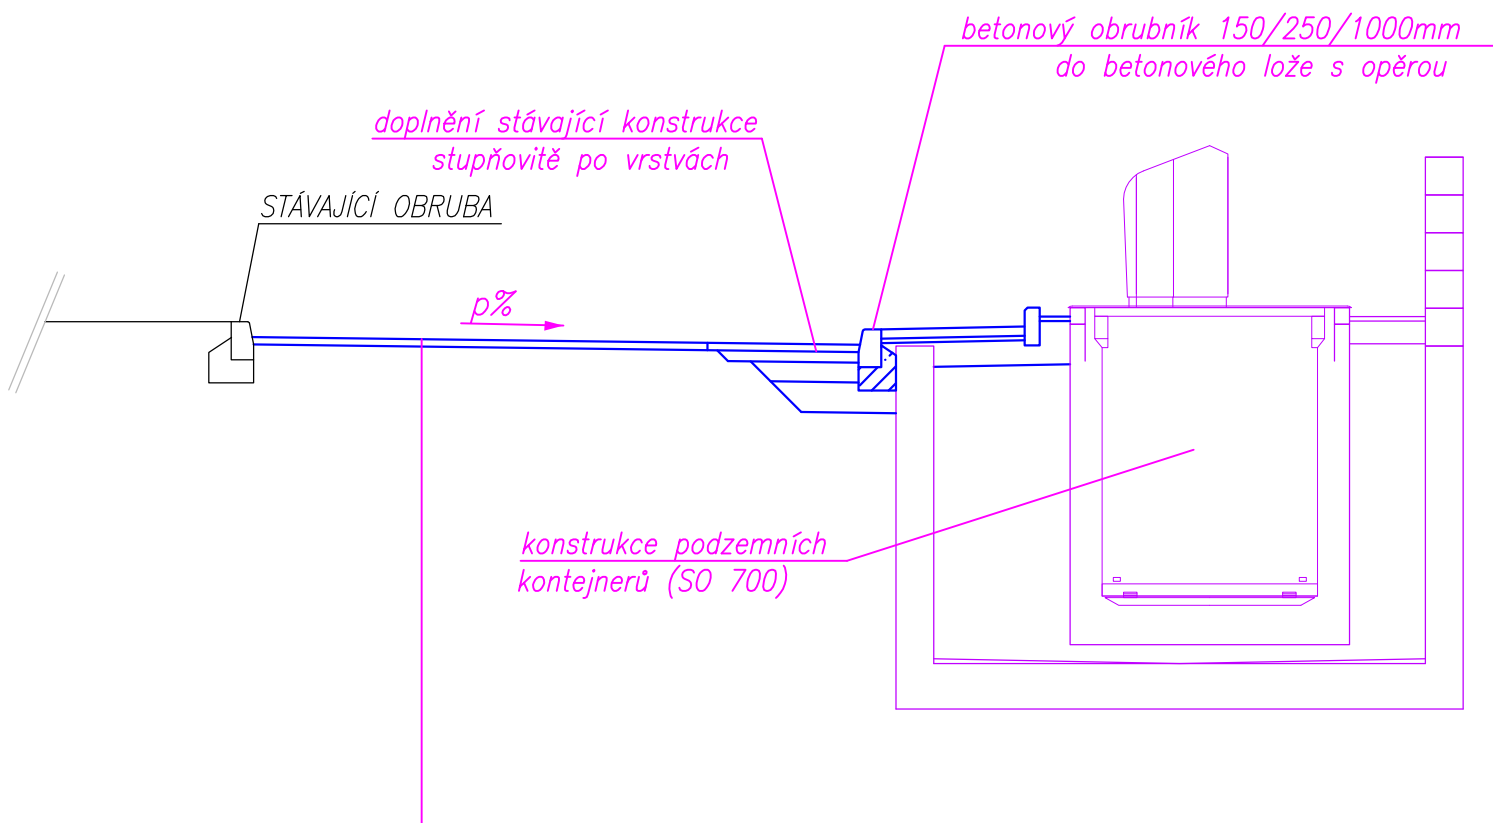 betonový obrubník 150/250/1000mm
do betonového lože s opěrou
doplnění stávající konstrukce
stupňovitě po vrstvách
STÁVAJÍCÍ OBRUBA
p%
konstrukce podzemních
kontejnerů (SO 700)